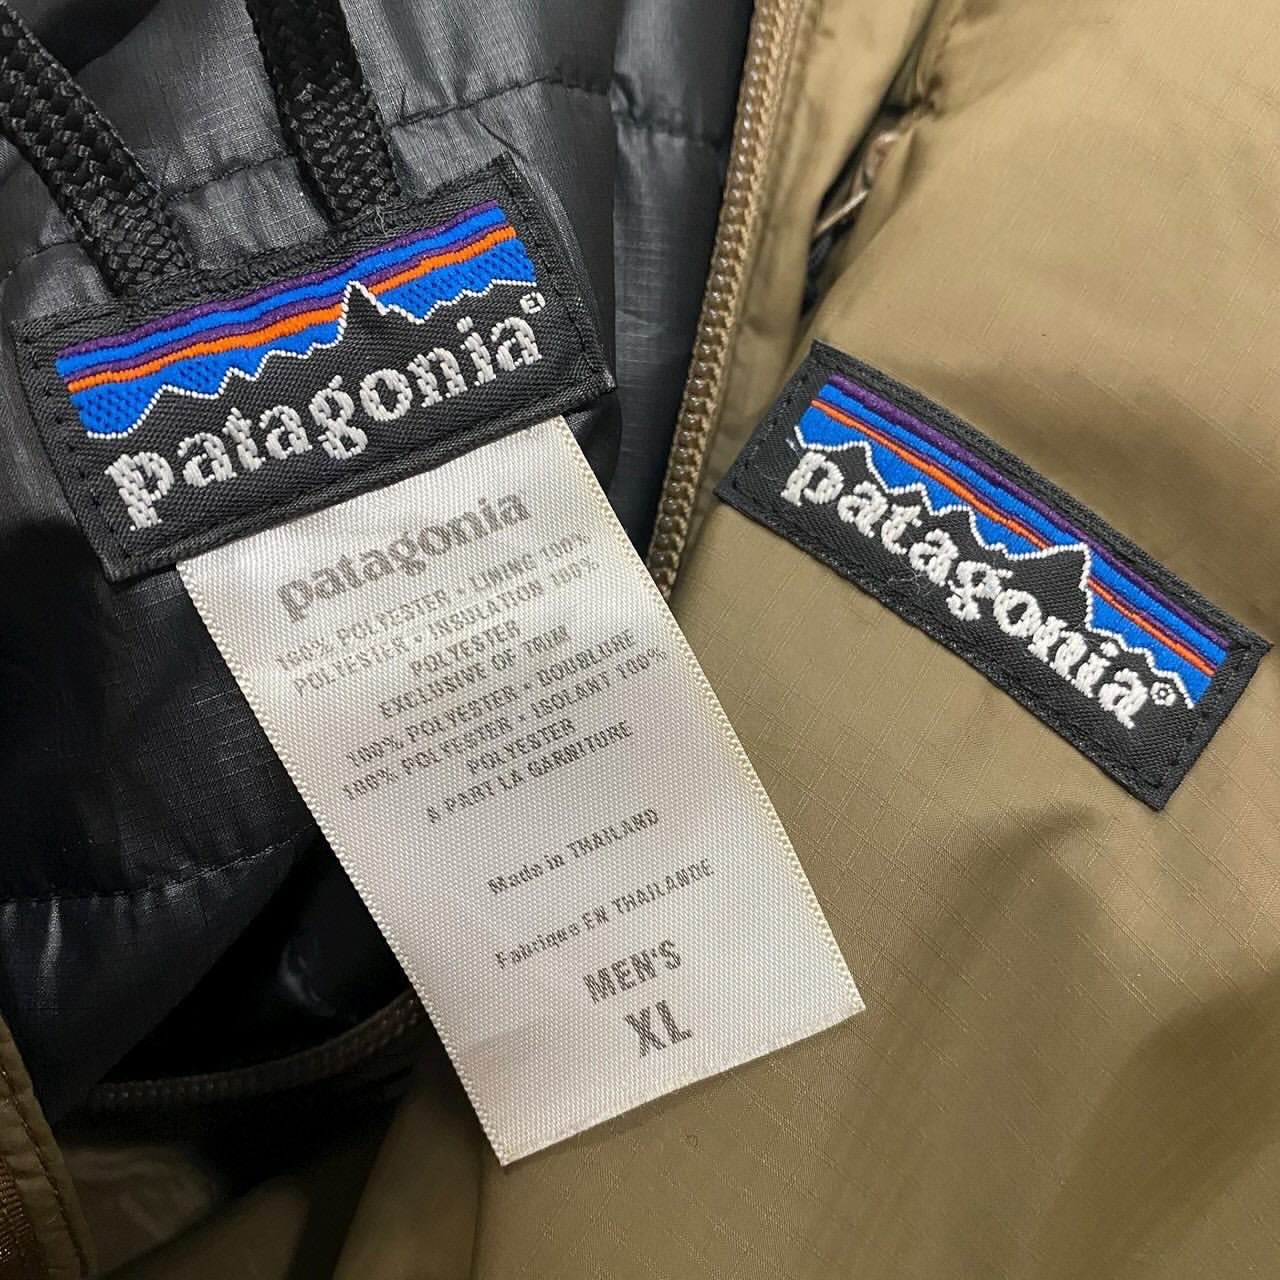 patagonia®
patagonia
100% POLYESTER • LINING 100%
POLYESTER • INSULATION 100%
POLYESTER
EXCLUSIVE OF TRIM
100% POLYESTER • DOUBLURE
100% POLYESTER • ISOLANT 100%
POLYESTER
A PART LA GARNITURE
Made in THAILAND
Fabrique EN THAILANDE
MEN'S
XL
patagonia®